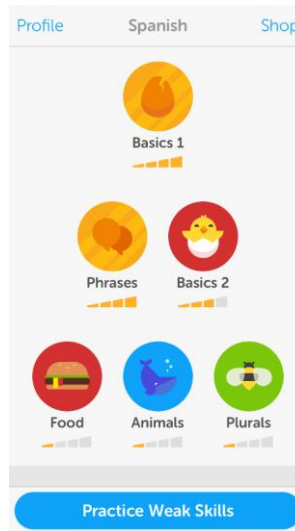 Profile Spanish Shop
Basics 1
Phrases Basics 2
Food Animals Plurals
Practice Weak Skills